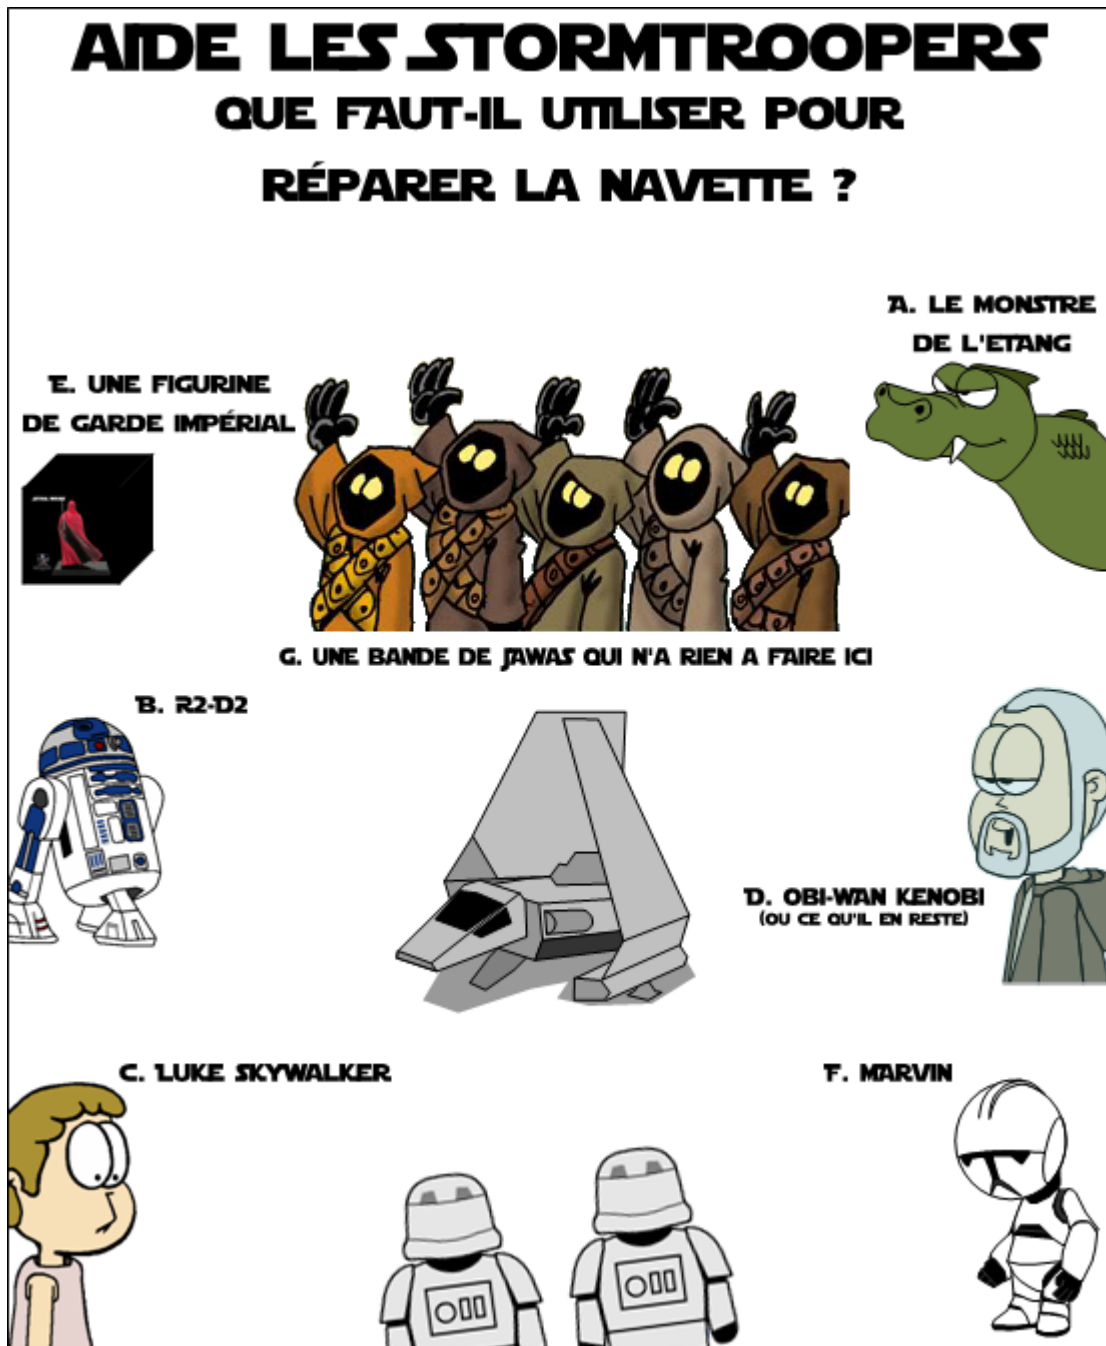 AIDE LES STORMTROOPERS
QUE FAUT-IL UTILISER POUR
RÉPARER LA NAVETTE ?
A. LE MONSTRE
DE L'ETANG
E. UNE FIGURINE
DE GARDE IMPÉRIAL
STAR WARS
G. UNE BANDE DE JAWAS QUI N'A RIEN A FAIRE ICI
B. R2-D2
D. OBI-WAN KENOBI
(OU CE QU'IL EN RESTE)
C. LUKE SKYWALKER
F. MARVIN